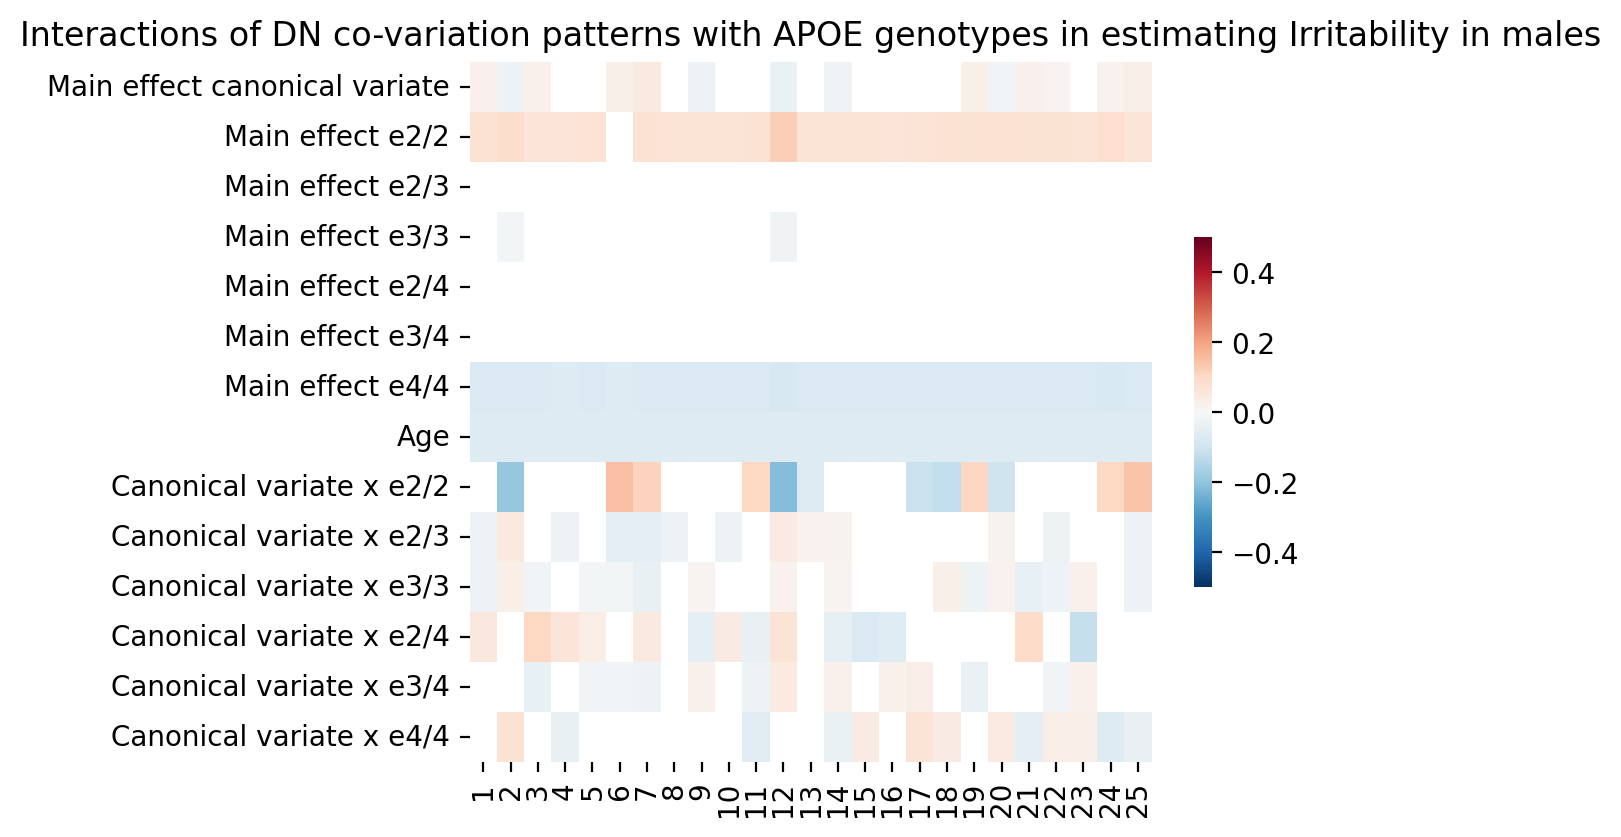 Interactions of DN co-variation patterns with APOE genotypes in estimating Irritability in males
Main effect canonical variate
Main effect e2/2
Main effect e2/3
Main effect e3/3
Main effect e2/4
Main effect e3/4
Main effect e4/4
Age
Canonical variate x e2/2
Canonical variate x e2/3
Canonical variate x e3/3
Canonical variate x e2/4
Canonical variate x e3/4
Canonical variate x e4/4
1 2 3 4 5 6 7 8 9 10 11 12 13 14 15 16 17 18 19 20 21 22 23 24 25
0.4
0.2
0.0
−0.2
−0.4